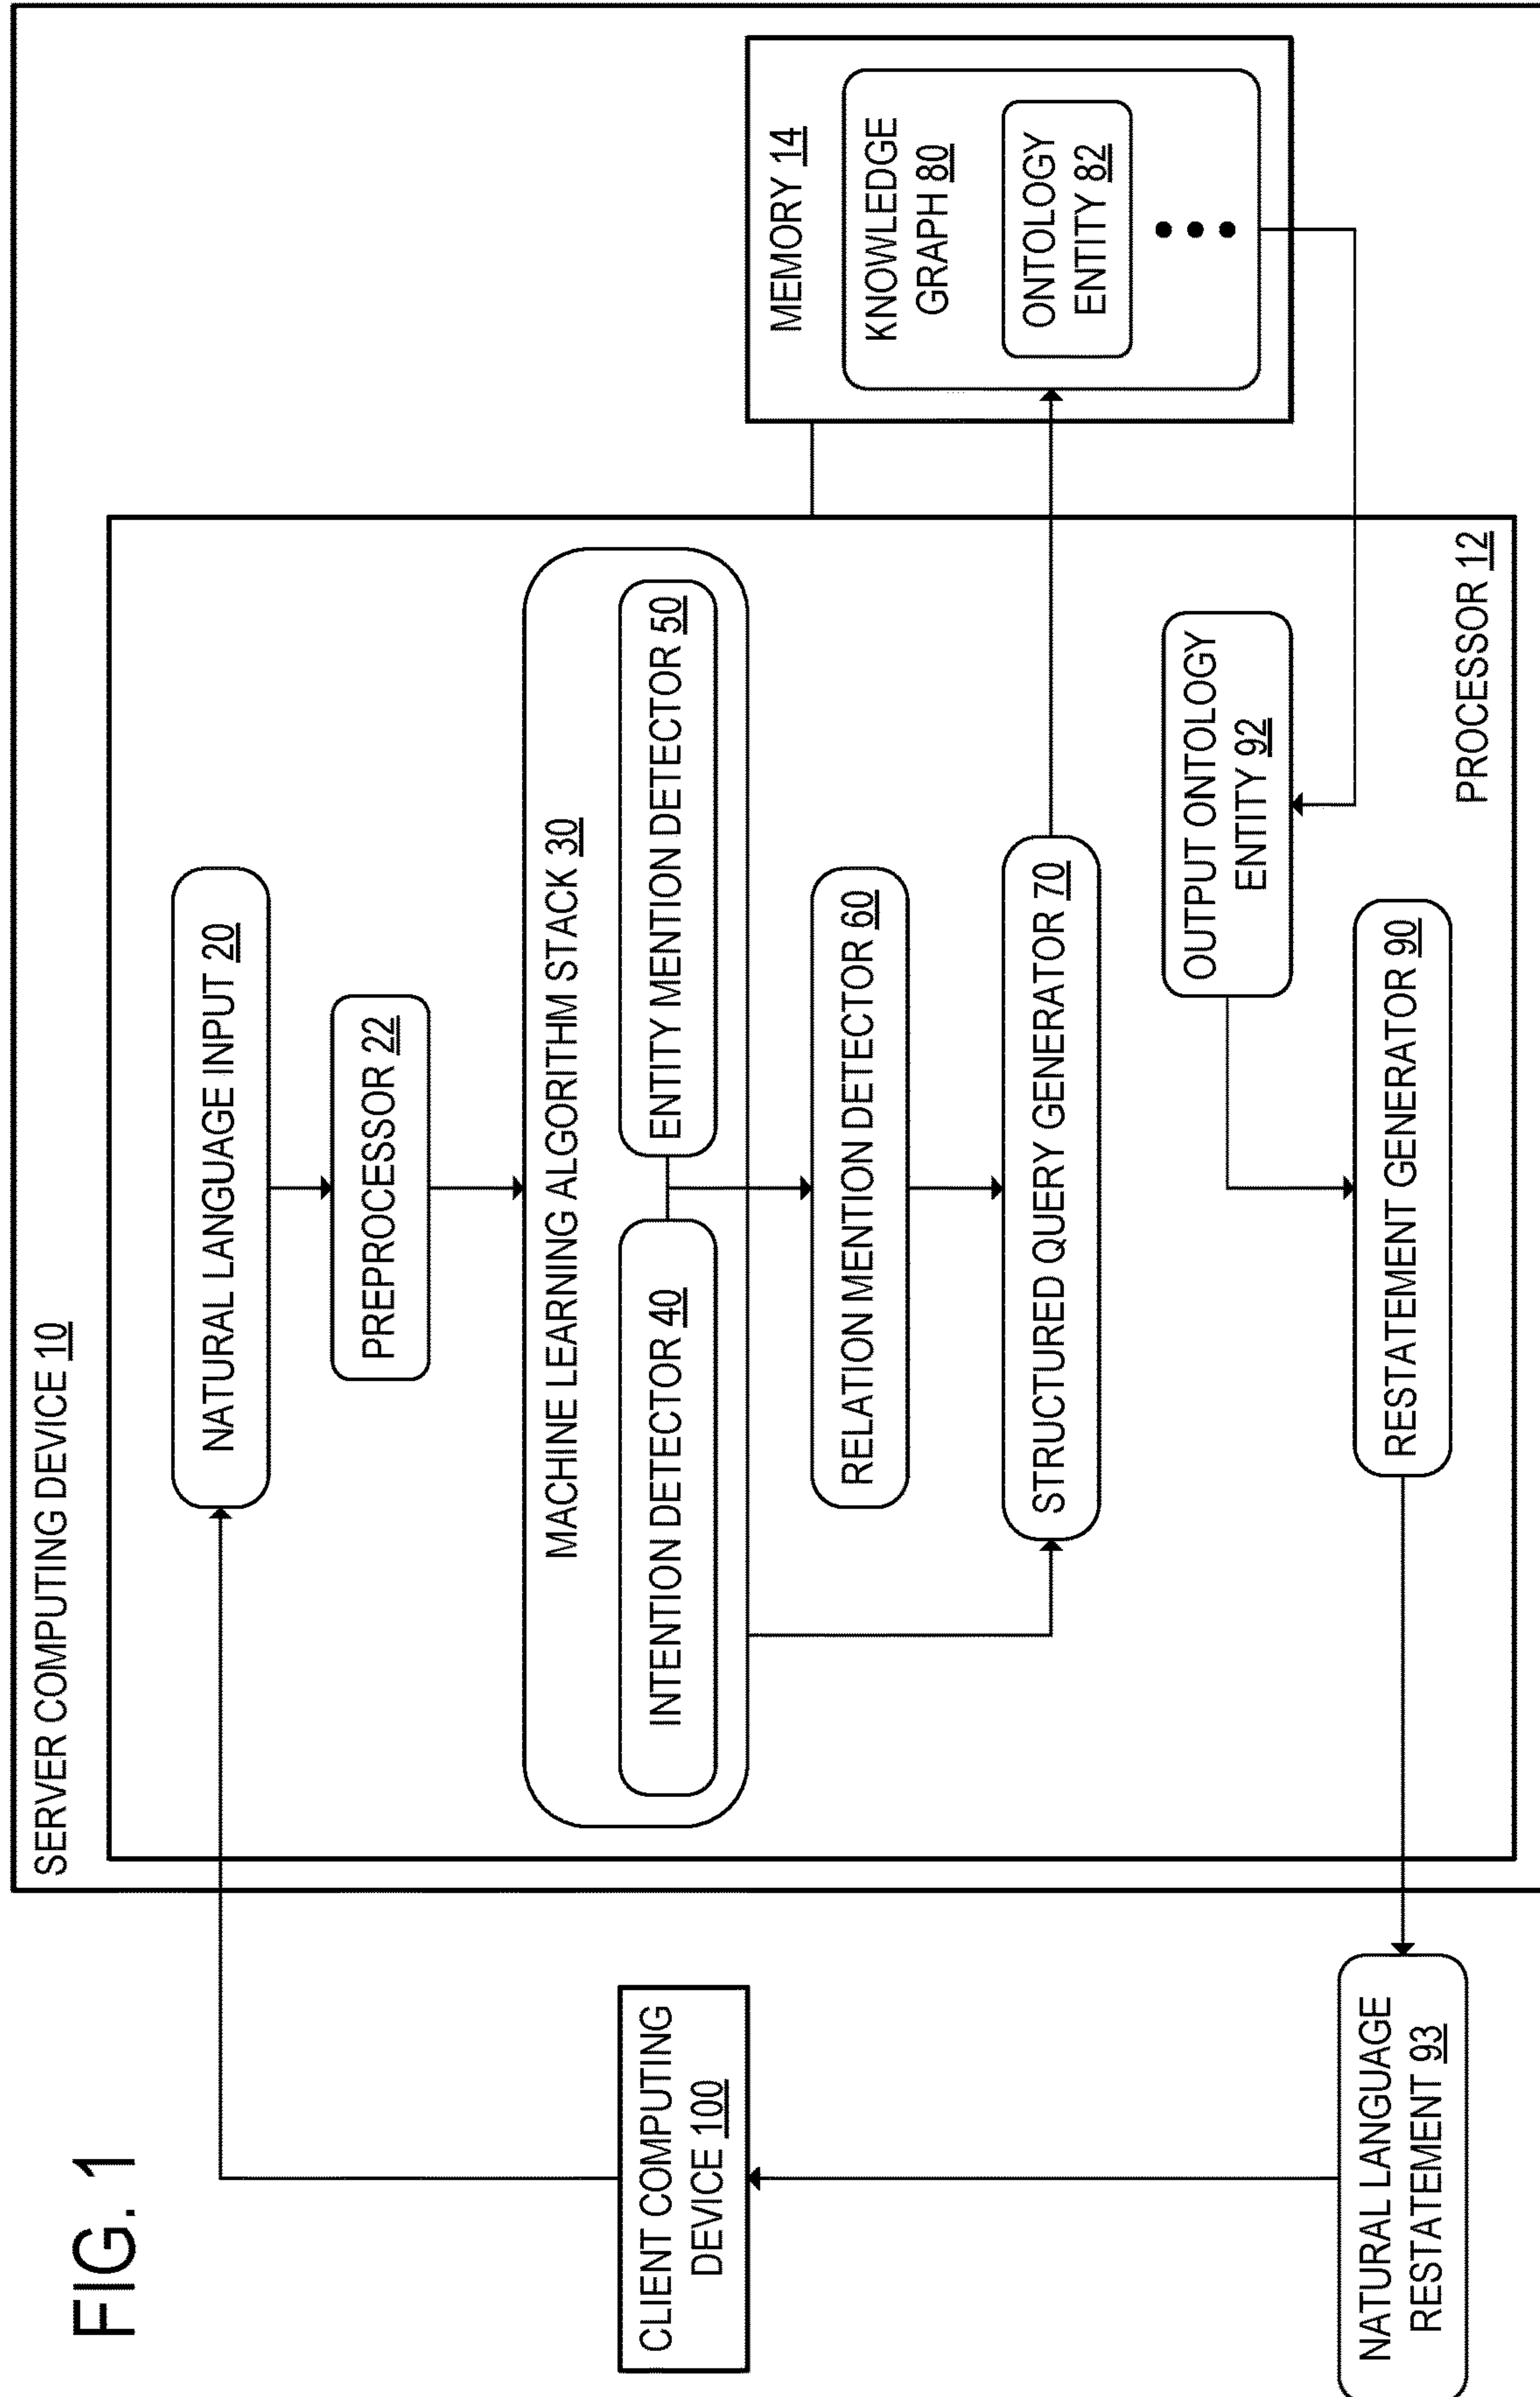 FIG. 1
SERVER COMPUTING DEVICE 10
NATURAL LANGUAGE INPUT 20
PREPROCESSOR 22
MACHINE LEARNING ALGORITHM STACK 30
INTENTION DETECTOR 40
ENTITY MENTION DETECTOR 50
RELATION MENTION DETECTOR 60
STRUCTURED QUERY GENERATOR 70
MEMORY 14
KNOWLEDGE
GRAPH 80
ONTOLOGY
ENTITY 82
CLIENT COMPUTING
DEVICE 100
OUTPUT ONTOLOGY
ENTITY 92
RESTATEMENT GENERATOR 90
PROCESSOR 12
NATURAL LANGUAGE
RESTATEMENT 93